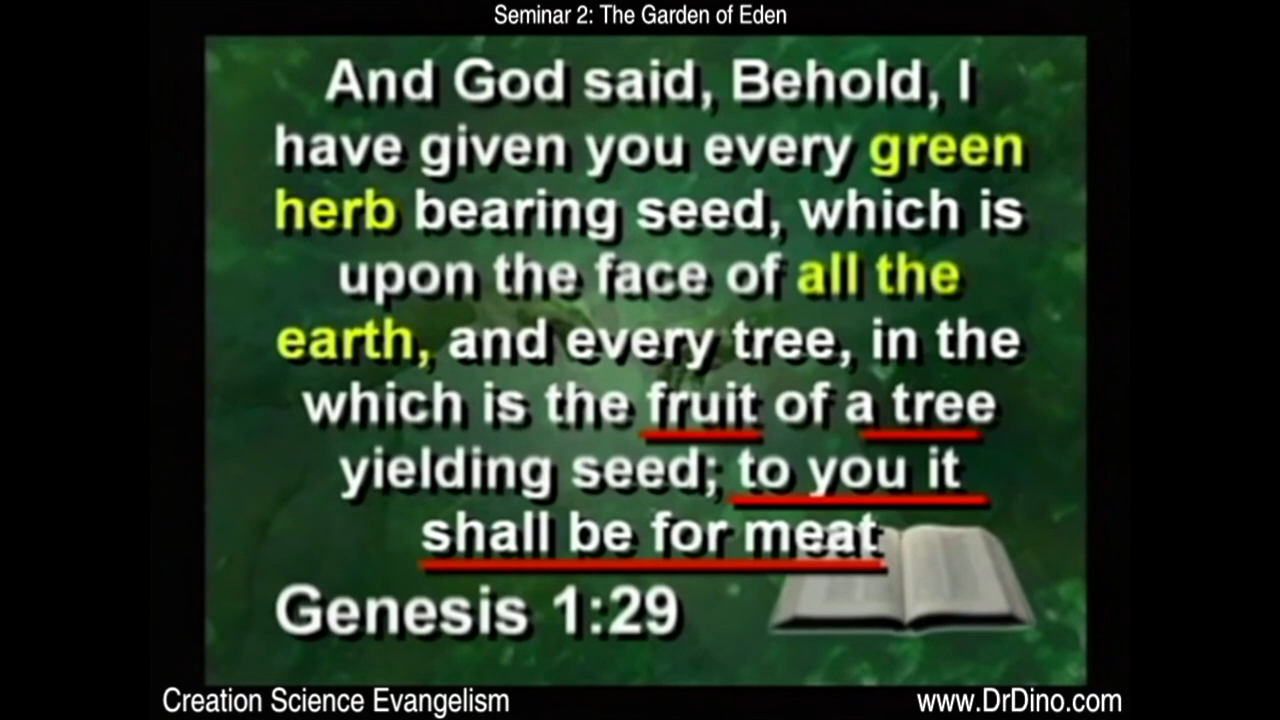 Seminar 2: The Garden of Eden
And God said, Behold, I
have given you every green
herb bearing seed, which is
upon the face of all the
earth, and every tree, in the
which is the fruit of a tree
yielding seed; to you it
shall be for meat
Genesis 1:29
Creation Science Evangelism
www.DrDino.com